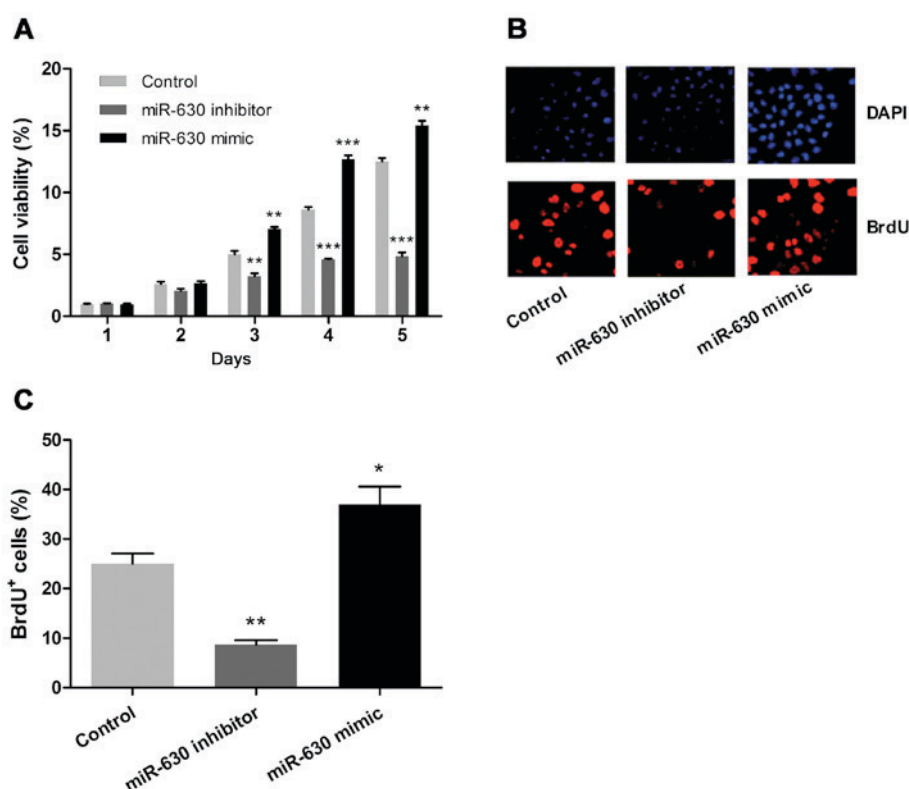 A
Cell viability (%)
20
15
10
5
0
Control
miR-630 inhibitor
miR-630 mimic
**
**
***
***
***
**
1 2 3 4 5
Days
B
DAPI
BrdU
Control
miR-630 inhibitor
miR-630 mimic
C
BrdU⁺ cells (%)
50
40
30
20
10
0
**
*
Control
miR-630 inhibitor
miR-630 mimic